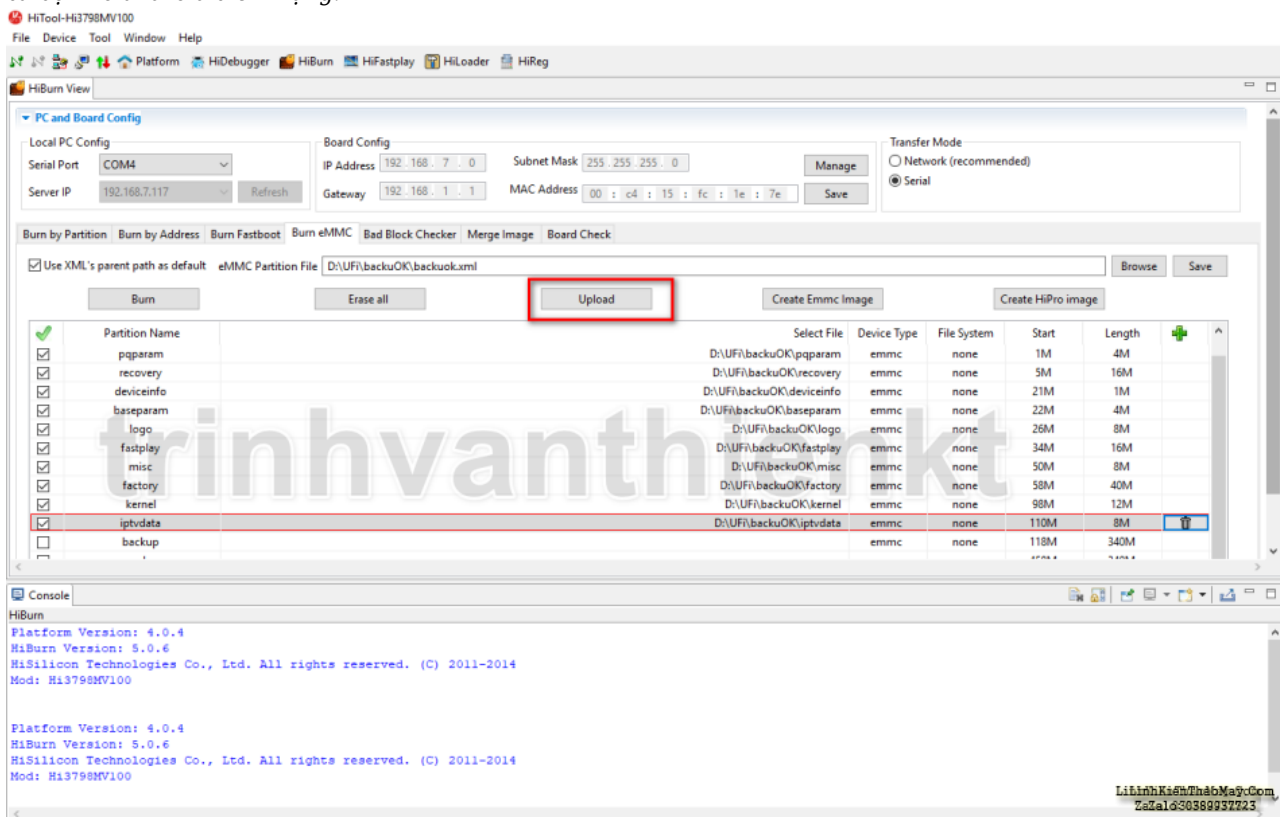 HiTool-Hi3798MV100
File Device Tool Window Help
Platform HiDebugger HiBurn HiFastplay HiLoader HiReg
HiBurn View
PC and Board Config
Local PC Config Board Config Transfer Mode
Serial Port COM4 IP Address 192 . 168 . 7 . 0 Subnet Mask 255 . 255 . 255 . 0 Manage Network (recommended)
Server IP 192.168.7.117 Refresh Gateway 192 . 168 . 1 . 1 MAC Address 00 : c4 : 15 : fc : 1e : 7e Save Serial
Burn by Partition Burn by Address Burn Fastboot Burn eMMC Bad Block Checker Merge Image Board Check
Use XML's parent path as default eMMC Partition File D:\UFi\backuOK\backuok.xml Browse Save
Burn Erase all Upload Create Emmc Image Create HiPro image
Partition Name Select File Device Type File System Start Length
pqparam D:\UFi\backuOK\pqparam emmc none 1M 4M
recovery D:\UFi\backuOK\recovery emmc none 5M 16M
deviceinfo D:\UFi\backuOK\deviceinfo emmc none 21M 1M
baseparam D:\UFi\backuOK\baseparam emmc none 22M 4M
logo D:\UFi\backuOK\logo emmc none 26M 8M
fastplay D:\UFi\backuOK\fastplay emmc none 34M 16M
misc D:\UFi\backuOK\misc emmc none 50M 8M
factory D:\UFi\backuOK\factory emmc none 58M 40M
kernel D:\UFi\backuOK\kernel emmc none 98M 12M
iptvdata D:\UFi\backuOK\iptvdata emmc none 110M 8M
backup emmc none 118M 340M
trinhvanthienkt
Console
HiBurn
Platform Version: 4.0.4
HiBurn Version: 5.0.6
HiSilicon Technologies Co., Ltd. All rights reserved. (C) 2011-2014
Mod: Hi3798MV100
Platform Version: 4.0.4
HiBurn Version: 5.0.6
HiSilicon Technologies Co., Ltd. All rights reserved. (C) 2011-2014
Mod: Hi3798MV100